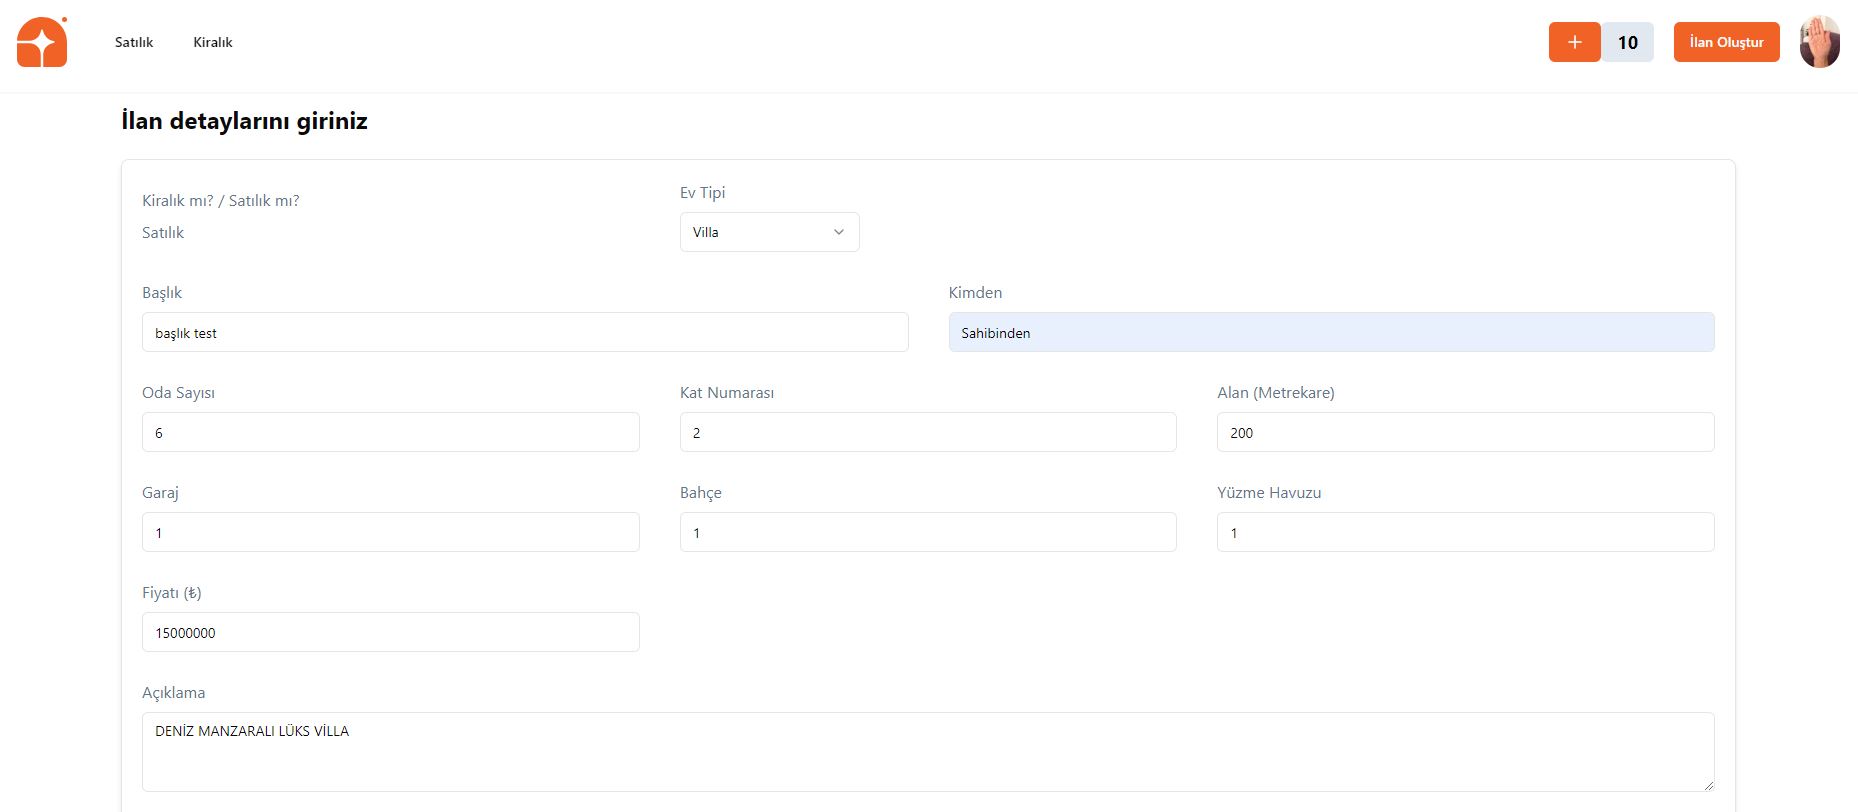 Satılık Kiralık + 10 İlan Oluştur
İlan detaylarını giriniz
Kiralık mı? / Satılık mı?
Satılık
Ev Tipi
Villa
Başlık
başlık test
Kimden
Sahibinden
Oda Sayısı
6
Kat Numarası
2
Alan (Metrekare)
200
Garaj
1
Bahçe
1
Yüzme Havuzu
1
Fiyatı (₺)
15000000
Açıklama
DENİZ MANZARALI LÜKS VİLLA